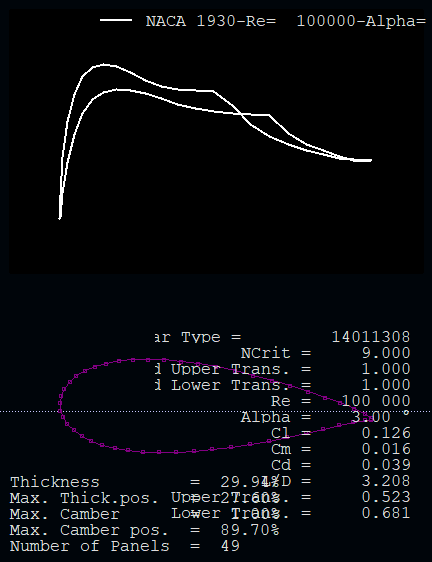 NACA 1930-Re=  100000-Alpha=
ar Type =         14011308
NCrit =     9.000
d Upper Trans. =     1.000
d Lower Trans. =     1.000
Re =   100 000
Alpha =    3.00 °
Cl =     0.126
Cm =     0.016
Cd =     0.039
L/D =     3.208
Upper Trans. =     0.523
Lower Trans. =     0.681
Thickness         =  29.94%
Max. Thick.pos.   =  27.60%
Max. Camber       =  1.00%
Max. Camber pos.  =  89.70%
Number of Panels  =  49